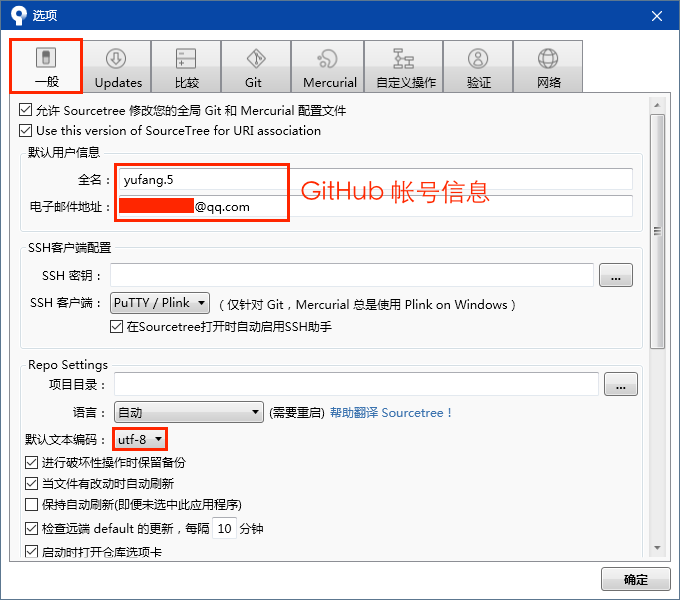 选项
一般
Updates
比较
Git
Mercurial
自定义操作
验证
网络
允许 Sourcetree 修改您的全局 Git 和 Mercurial 配置文件
Use this version of SourceTree for URI association
默认用户信息
全名： yufang.5
GitHub 帐号信息
电子邮件地址： @qq.com
SSH客户端配置
SSH 密钥： ...
SSH 客户端： PuTTY / Plink （仅针对 Git，Mercurial 总是使用 Plink on Windows）
在Sourcetree打开时自动启用SSH助手
Repo Settings
项目目录： ...
语言： 自动 (需要重启) 帮助翻译 Sourcetree！
默认文本编码： utf-8
进行破坏性操作时保留备份
当文件有改动时自动刷新
保持自动刷新(即便未选中此应用程序)
检查远端 default 的更新，每隔 10 分钟
启动时打开仓库选项卡
确定